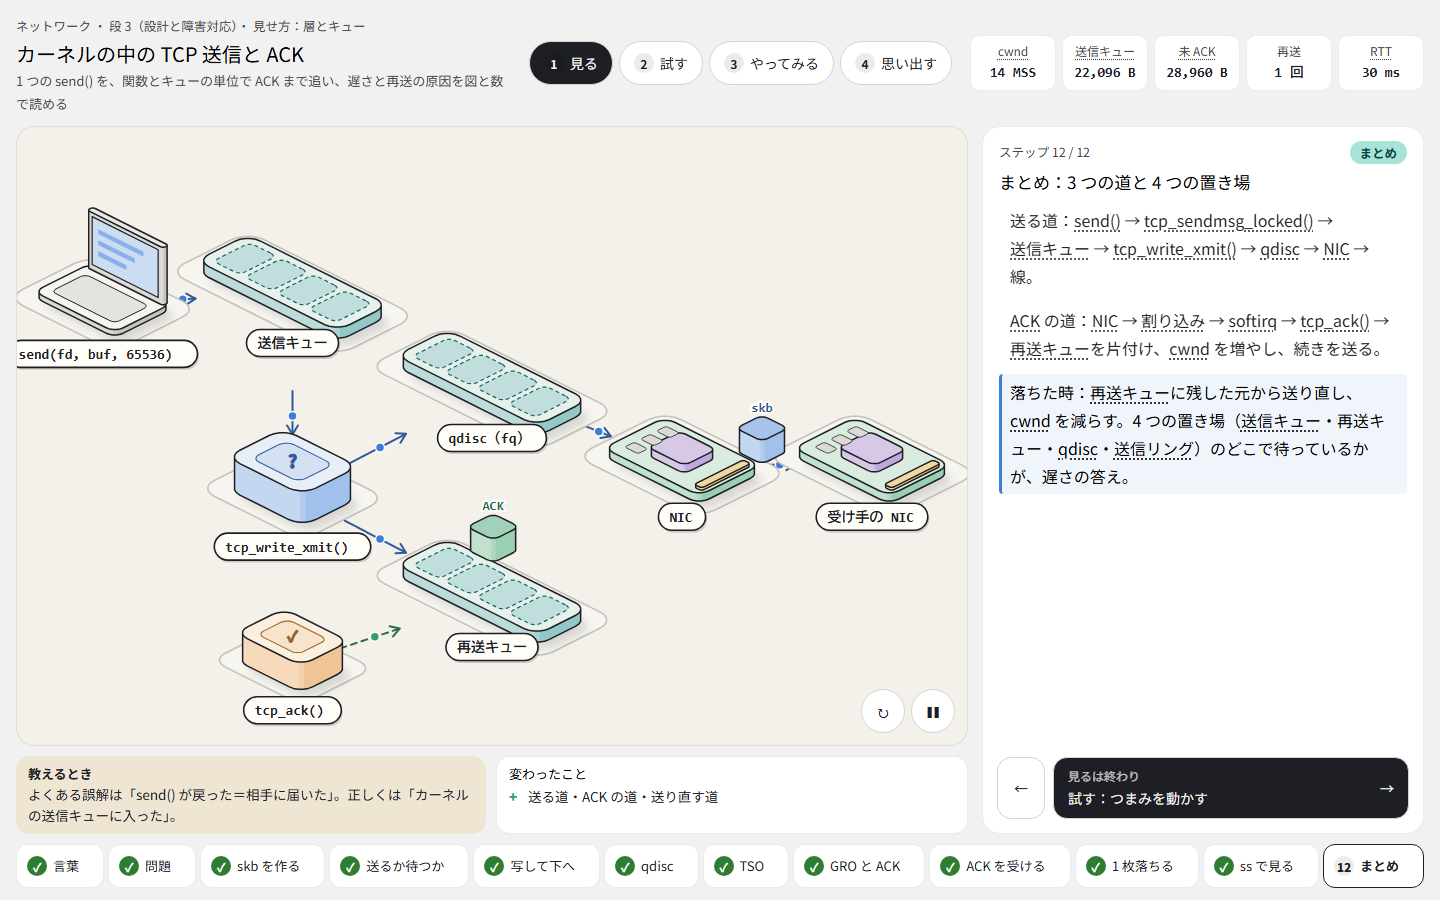 ネットワーク ・ 段 3（設計と障害対応）・ 見せ方：層とキュー
カーネルの中の TCP 送信と ACK
1 つの send() を、関数とキューの単位で ACK まで追い、遅さと再送の原因を図と数
で読める
1 見る
2 試す
3 やってみる
4 思い出す
cwnd
14 MSS
送信キュー
22,096 B
未 ACK
28,960 B
再送
1 回
RTT
30 ms
send(fd, buf, 65536)
送信キュー
qdisc（fq）
?
tcp_write_xmit()
ACK
再送キュー
✓
tcp_ack()
skb
NIC
受け手の NIC
↻
ステップ 12 / 12
まとめ
まとめ：3 つの道と 4 つの置き場
送る道：send() → tcp_sendmsg_locked() →
送信キュー → tcp_write_xmit() → qdisc → NIC →
線。
ACK の道：NIC → 割り込み → softirq → tcp_ack() →
再送キューを片付け、cwnd を増やし、続きを送る。
落ちた時：再送キューに残した元から送り直し、
cwnd を減らす。4 つの置き場（送信キュー・再送キ
ュー・qdisc・送信リング）のどこで待っているか
が、遅さの答え。
←
見るは終わり
試す：つまみを動かす
→
教えるとき
よくある誤解は「send() が戻った＝相手に届いた」。正しくは「カーネル
の送信キューに入った」。
変わったこと
+ 送る道・ACK の道・送り直す道
✓ 言葉
✓ 問題
✓ skb を作る
✓ 送るか待つか
✓ 写して下へ
✓ qdisc
✓ TSO
✓ GRO と ACK
✓ ACK を受ける
✓ 1 枚落ちる
✓ ss で見る
12 まとめ